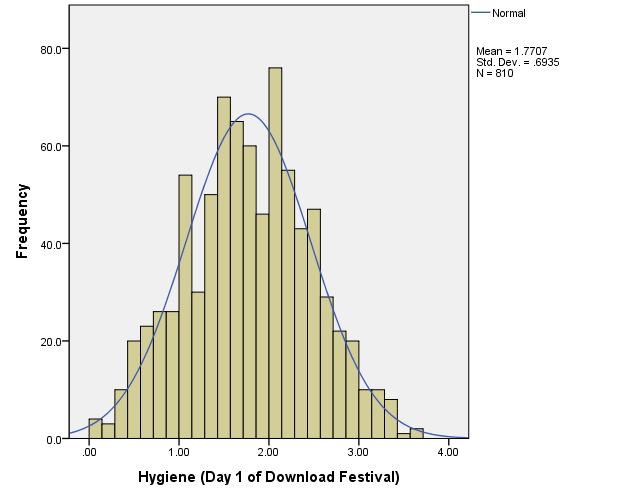 Normal
Mean = 1.7707
Std. Dev. = .6935
N = 810
80.0
60.0
40.0
20.0
0.0
Frequency
.00
1.00
2.00
3.00
4.00
Hygiene (Day 1 of Download Festival)